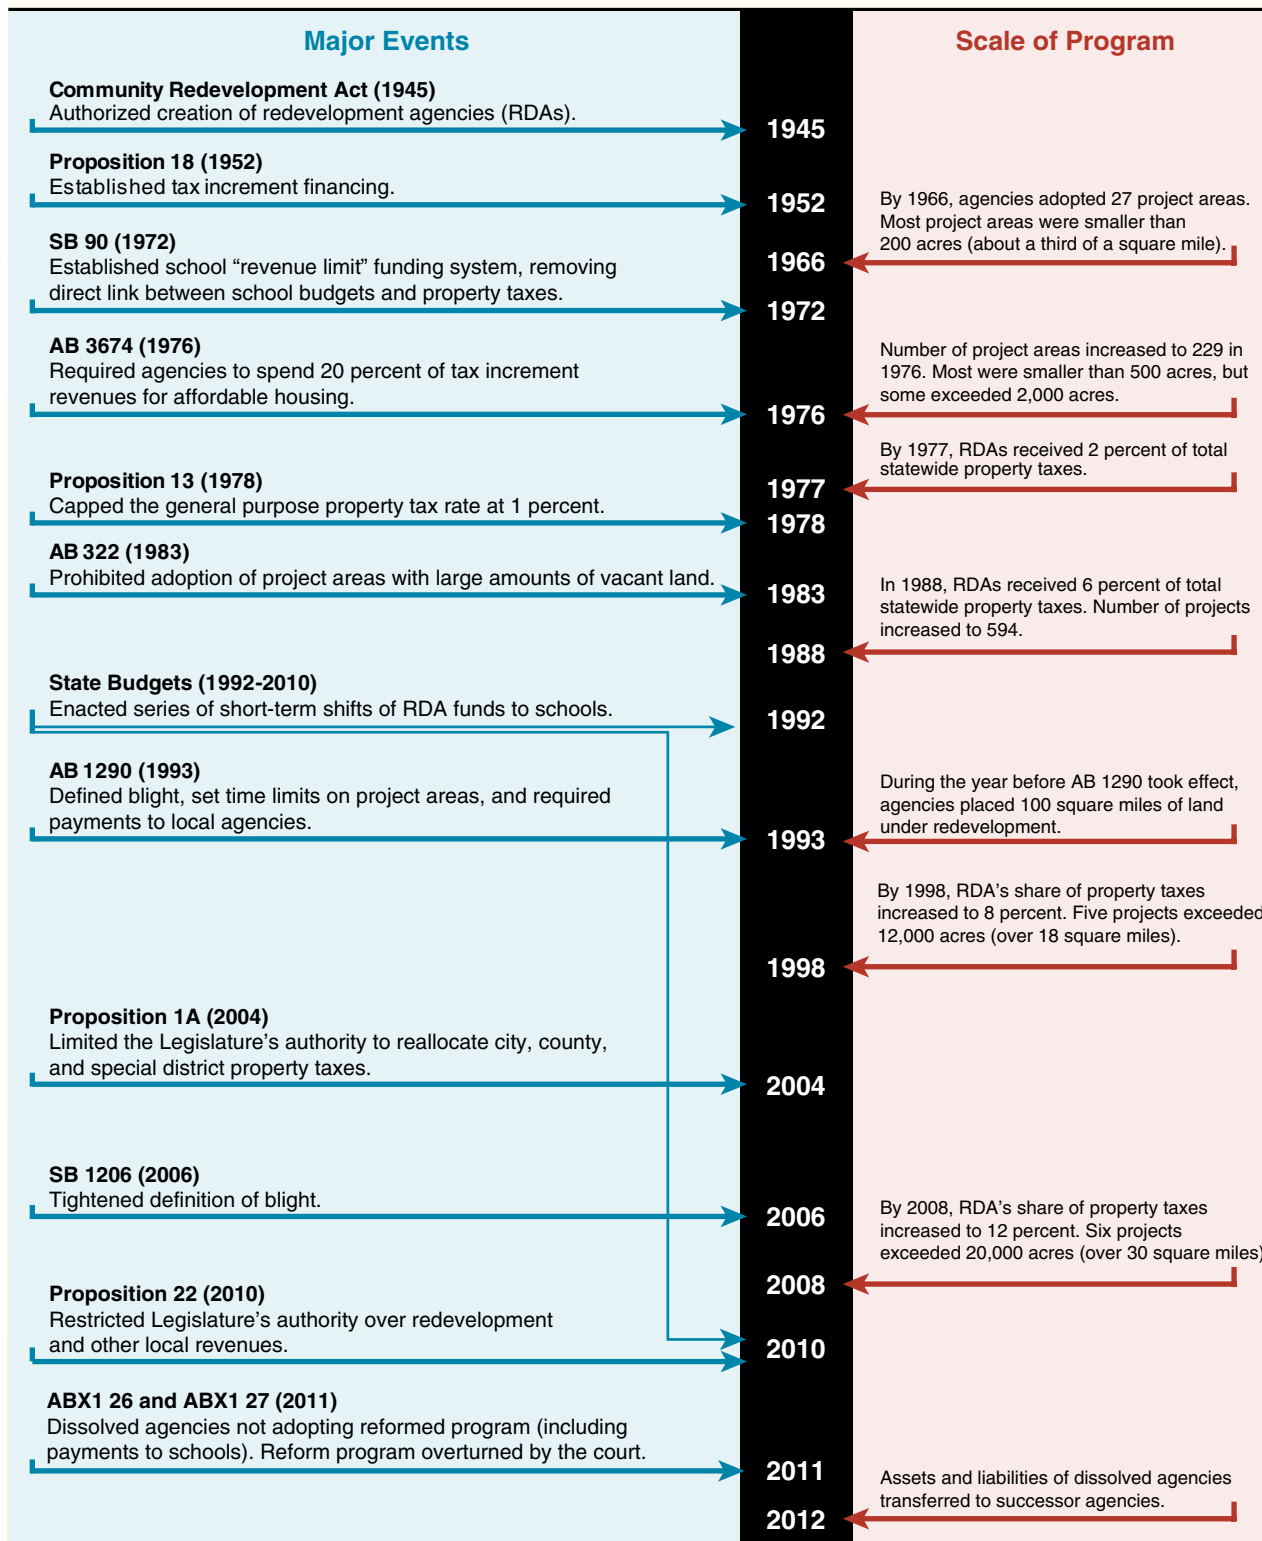 Major Events
Community Redevelopment Act (1945)
Authorized creation of redevelopment agencies (RDAs).
Proposition 18 (1952)
Established tax increment financing.
SB 90 (1972)
Established school “revenue limit” funding system, removing
direct link between school budgets and property taxes.
AB 3674 (1976)
Required agencies to spend 20 percent of tax increment
revenues for affordable housing.
Proposition 13 (1978)
Capped the general purpose property tax rate at 1 percent.
AB 322 (1983)
Prohibited adoption of project areas with large amounts of vacant land.
State Budgets (1992-2010)
Enacted series of short-term shifts of RDA funds to schools.
AB 1290 (1993)
Defined blight, set time limits on project areas, and required
payments to local agencies.
Proposition 1A (2004)
Limited the Legislature’s authority to reallocate city, county,
and special district property taxes.
SB 1206 (2006)
Tightened definition of blight.
Proposition 22 (2010)
Restricted Legislature’s authority over redevelopment
and other local revenues.
ABX1 26 and ABX1 27 (2011)
Dissolved agencies not adopting reformed program (including
payments to schools). Reform program overturned by the court.
1945
1952
1966
1972
1976
1977
1978
1983
1988
1992
1993
1998
2004
2006
2008
2010
2011
2012
Scale of Program
By 1966, agencies adopted 27 project areas.
Most project areas were smaller than
200 acres (about a third of a square mile).
Number of project areas increased to 229 in
1976. Most were smaller than 500 acres, but
some exceeded 2,000 acres.
By 1977, RDAs received 2 percent of total
statewide property taxes.
In 1988, RDAs received 6 percent of total
statewide property taxes. Number of projects
increased to 594.
During the year before AB 1290 took effect,
agencies placed 100 square miles of land
under redevelopment.
By 1998, RDA’s share of property taxes
increased to 8 percent. Five projects exceeded
12,000 acres (over 18 square miles).
By 2008, RDA’s share of property taxes
increased to 12 percent. Six projects
exceeded 20,000 acres (over 30 square miles)
Assets and liabilities of dissolved agencies
transferred to successor agencies.